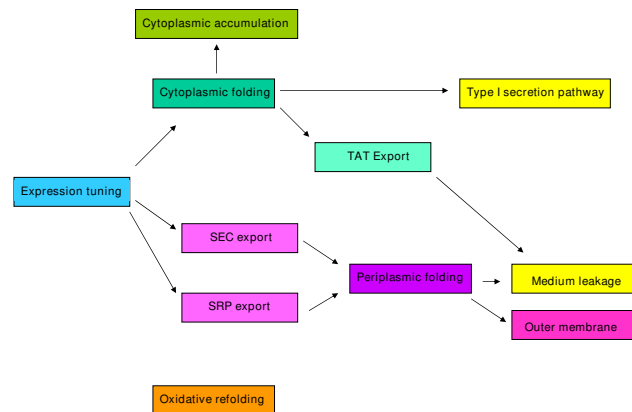 Cytoplasmic accumulation
Cytoplasmic folding
Type I secretion pathway
TAT Export
Expression tuning
SEC export
Periplasmic folding
Medium leakage
SRP export
Outer membrane
Oxidative refolding